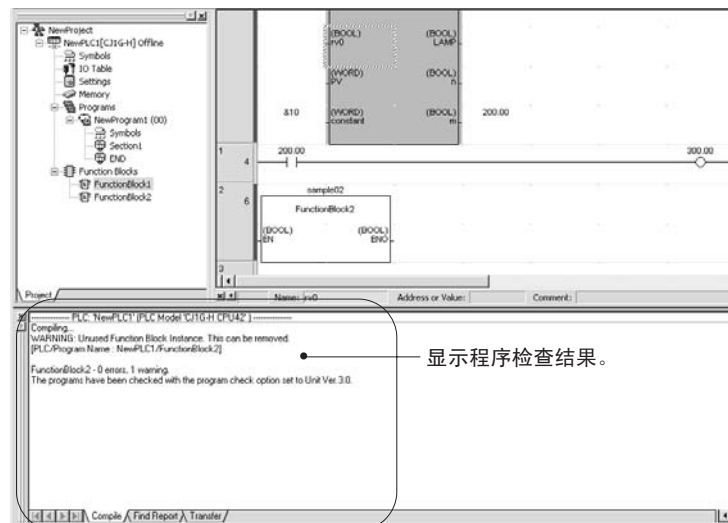 NewProject
NewPLC1[CJ1G-H] Offline
Symbols
IO Table
Settings
Memory
Programs
NewProgram1 (00)
Symbols
Section1
END
Function Blocks
FunctionBlock1
FunctionBlock2
Project
(BOOL) (BOOL)
rv0 LAMP
(WORD) (BOOL)
PV n
&10 (WORD) (BOOL) 200.00
constant m
1 200.00 300.00
4
2 sample02
6 FunctionBlock2
(BOOL) (BOOL)
EN ENO
3
Name: rv0 Address or Value: Comment:
---------------- PLC: 'NewPLC1' (PLC Model 'CJ1G-H CPU42') ----------------
Compiling...
WARNING: Unused Function Block Instance. This can be removed.
[PLC/Program Name : NewPLC1/FunctionBlock2]
显示程序检查结果。
FunctionBlock2 - 0 errors, 1 warning.
The programs have been checked with the program check option set to Unit Ver.3.0.
Compile Find Report Transfer